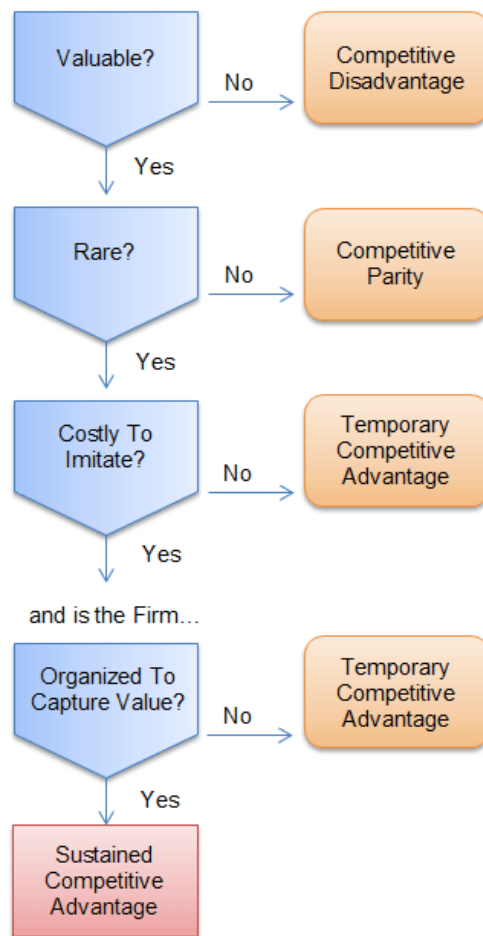 Valuable?
No
Competitive
Disadvantage
Yes
Rare?
No
Competitive
Parity
Yes
Costly To
Imitate?
No
Temporary
Competitive
Advantage
Yes
and is the Firm...
Organized To
Capture Value?
No
Temporary
Competitive
Advantage
Yes
Sustained
Competitive
Advantage